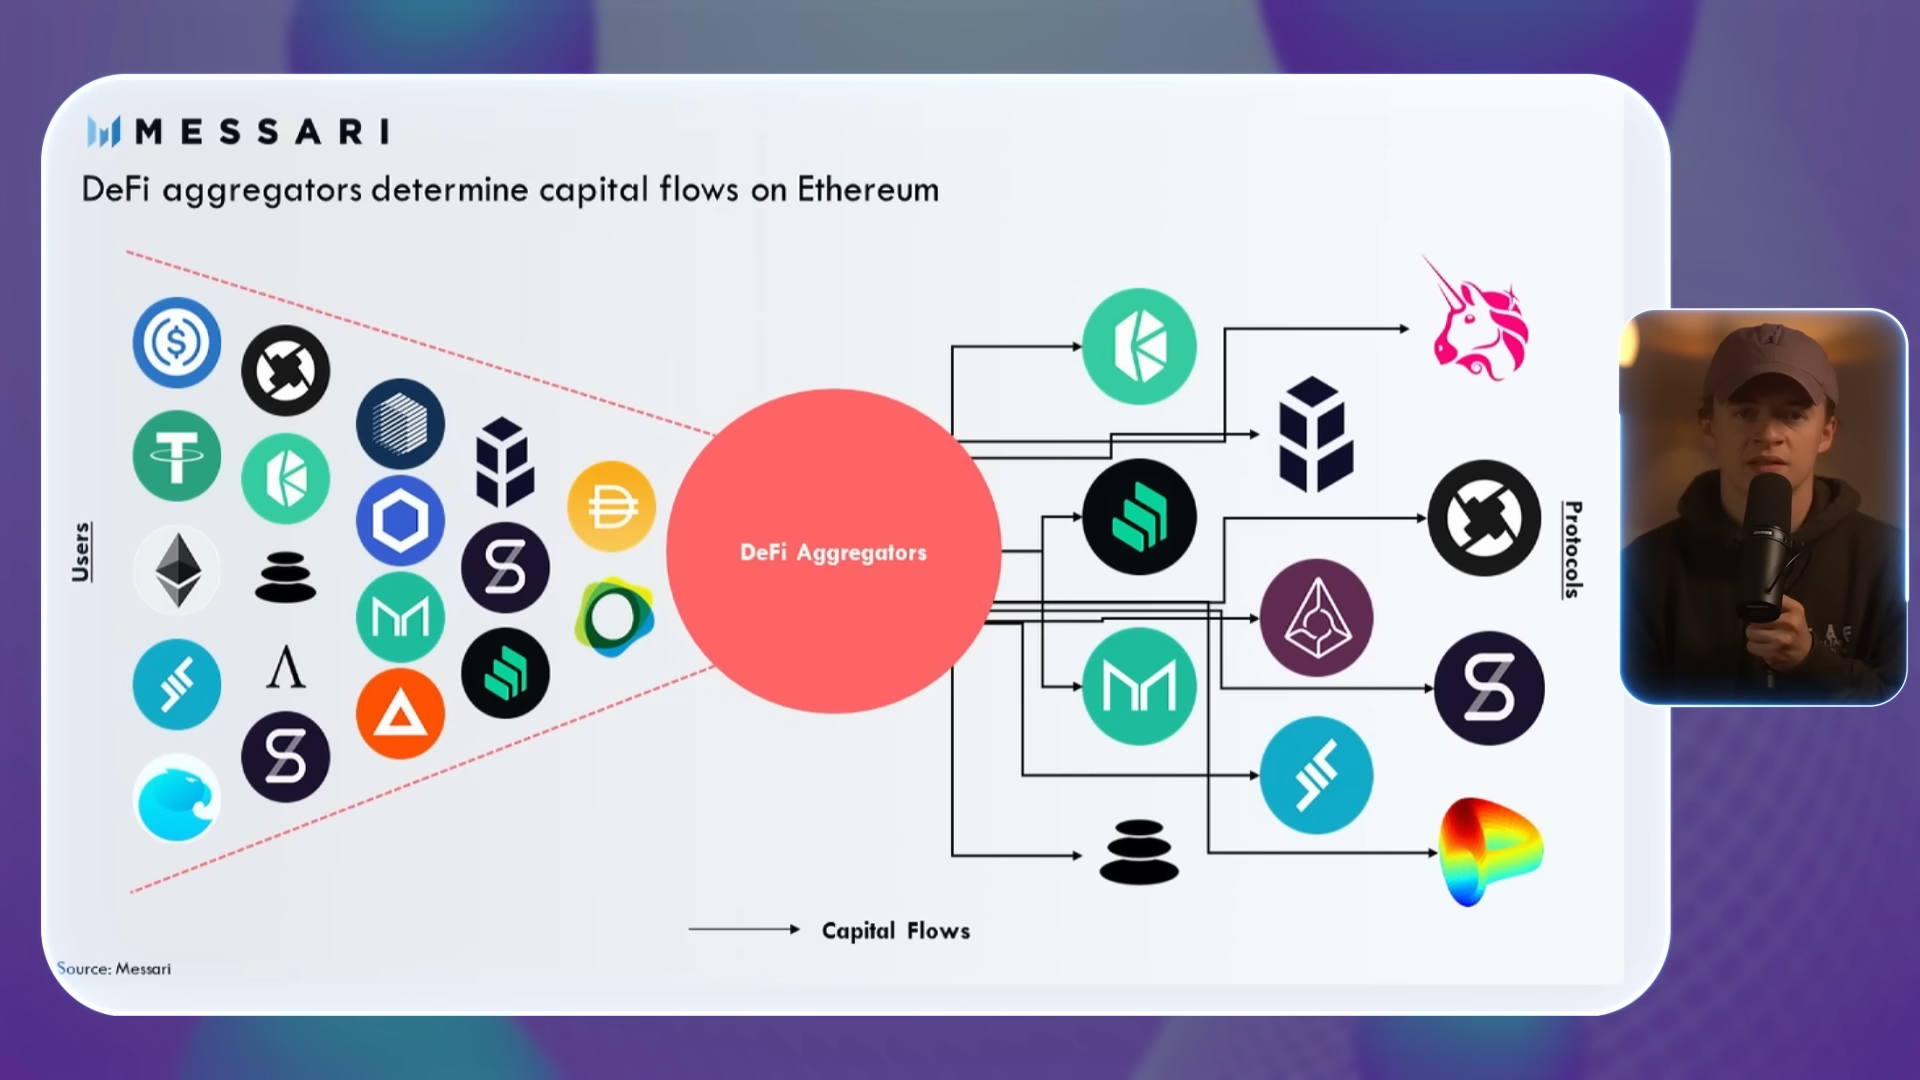 MESSARI
DeFi aggregators determine capital flows on Ethereum
Users
DeFi Aggregators
Protocols
Capital Flows
Source: Messari